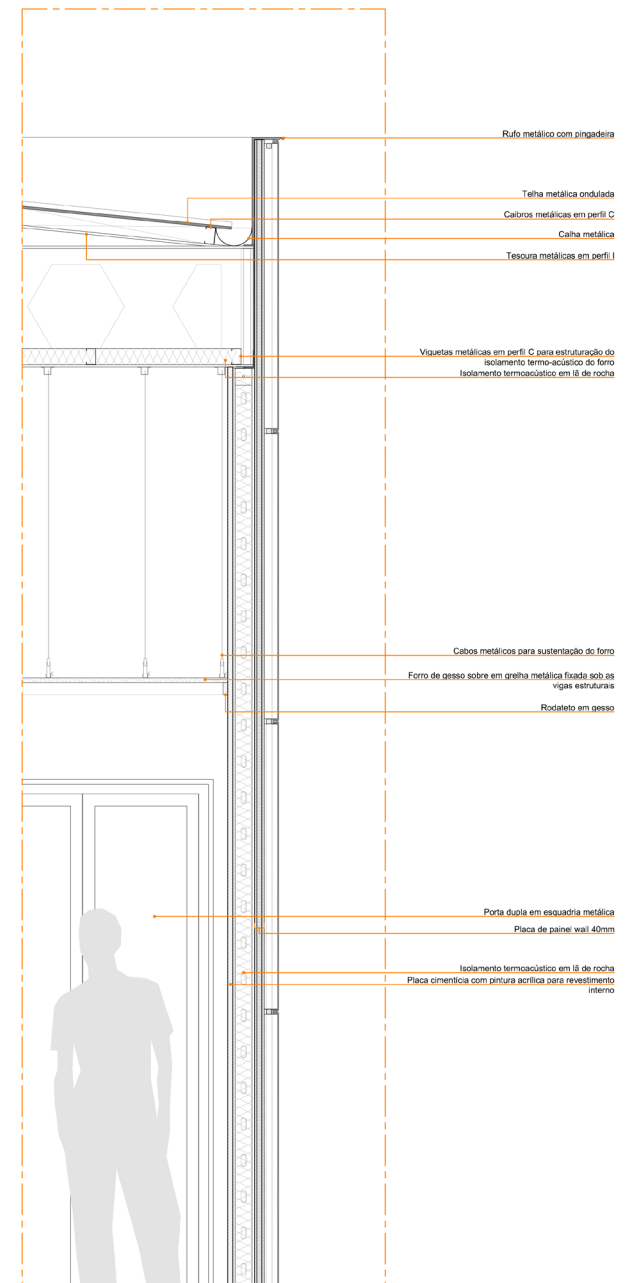 Rufo metálico com pingadeira
Telha metálica ondulada
Caibros metálicas em perfil C
Calha metálica
Tesoura metálicas em perfil I
Viguetas metálicas em perfil C para estruturação do
isolamento termo-acústico do forro
Isolamento termoacústico em lã de rocha
Cabos metálicos para sustentação do forro
Forro de gesso sobre em grelha metálica fixada sob as
vigas estruturais
Rodateto em gesso
Porta dupla em esquadria metálica
Placa de painel wall 40mm
Isolamento termoacústico em lã de rocha
Placa cimentícia com pintura acrílica para revestimento
interno